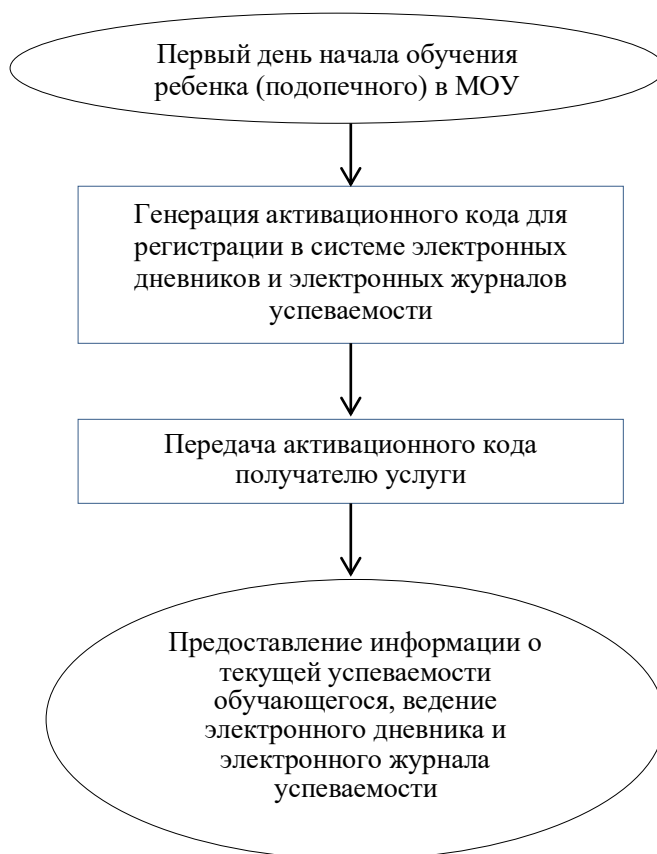 Первый день начала обучения
ребенка (подопечного) в МОУ
Генерация активационного кода для
регистрации в системе электронных
дневников и электронных журналов
успеваемости
Передача активационного кода
получателю услуги
Предоставление информации о
текущей успеваемости
обучающегося, ведение
электронного дневника и
электронного журнала
успеваемости